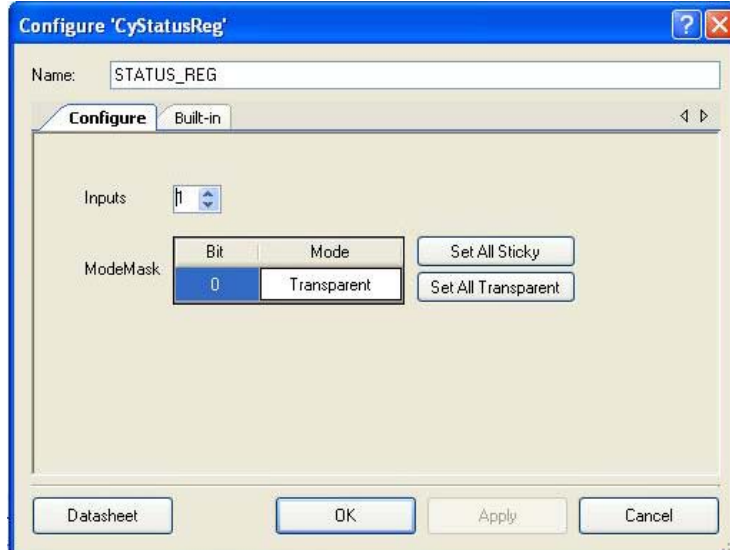 Configure 'CyStatusReg'
Name: STATUS_REG
Configure Built-in
Inputs 1
Bit Mode Set All Sticky
ModeMask 0 Transparent Set All Transparent
Datasheet OK Apply Cancel